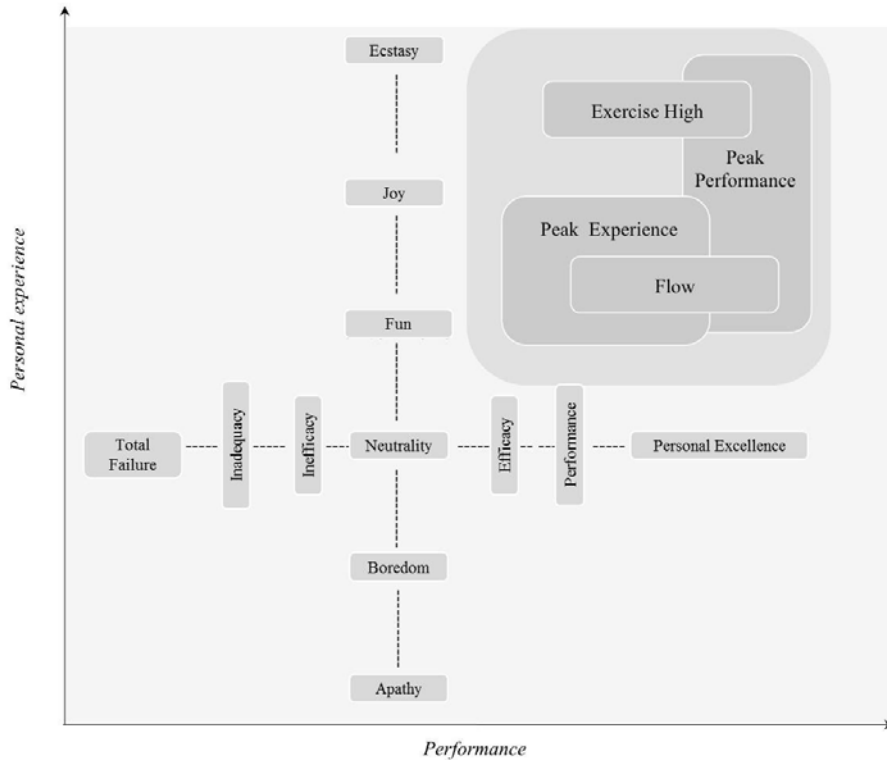 Ecstasy
Exercise High
Peak
Performance
Joy
Peak Experience
Flow
Fun
Personal experience
Total
Failure
Inadequacy
Inefficacy
Neutrality
Efficacy
Performance
Personal Excellence
Boredom
Apathy
Performance